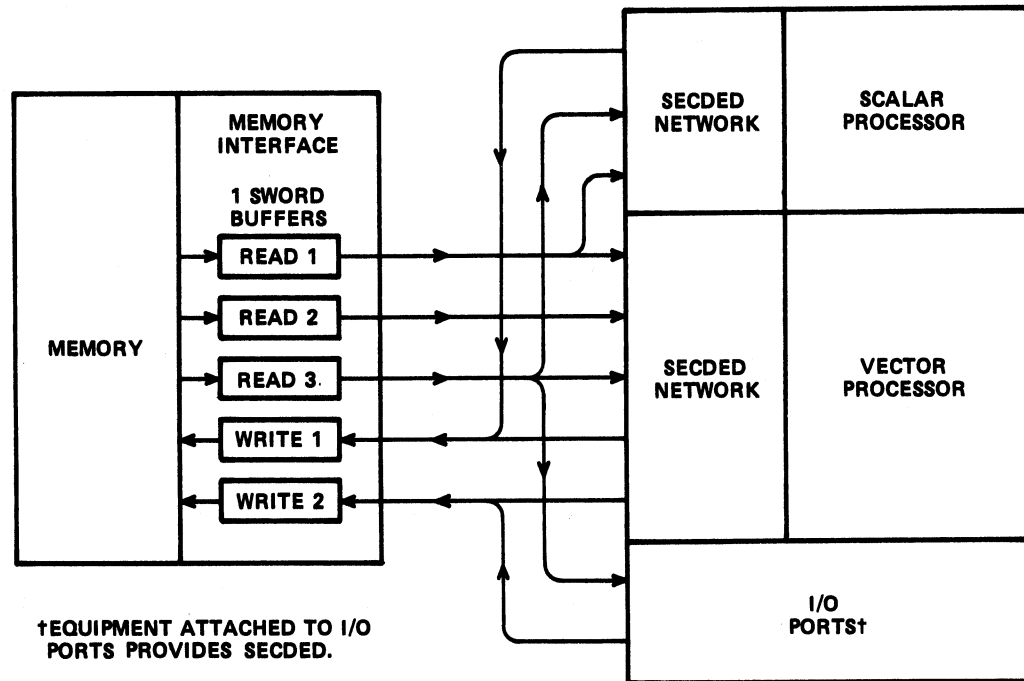 MEMORY
MEMORY
INTERFACE
1 SWORD
BUFFERS
READ 1
READ 2
READ 3.
WRITE 1
WRITE 2
SECDED
NETWORK
SCALAR
PROCESSOR
SECDED
NETWORK
VECTOR
PROCESSOR
I/O
PORTS†
†EQUIPMENT ATTACHED TO I/O
PORTS PROVIDES SECDED.